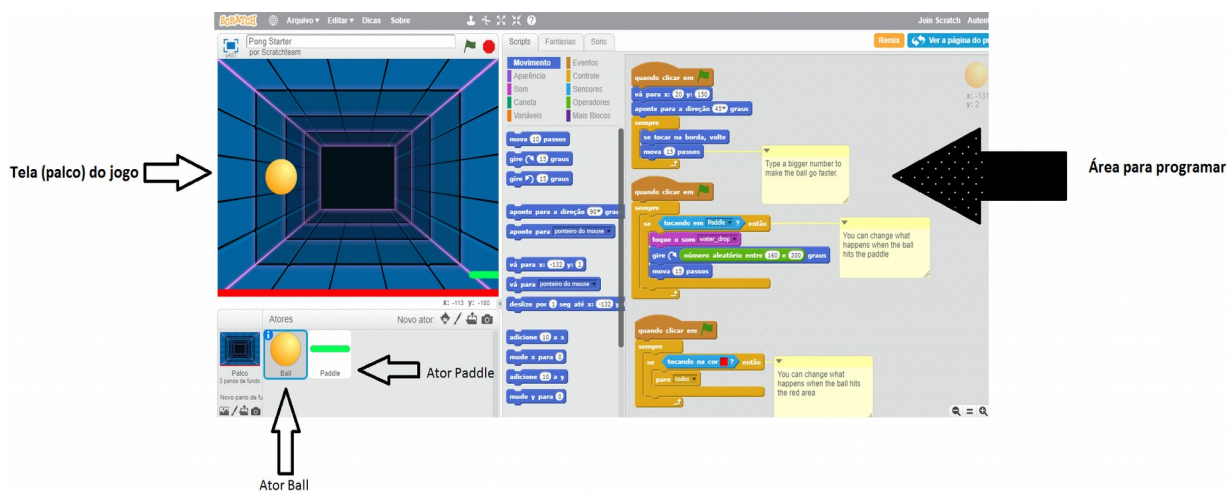 SCRATCH Arquivo Editar Dicas Sobre Join Scratch
Pong Starter
por Scratchteam
v457
Scripts Fantasias Sons
Remix Ver a página do
Movimento Eventos
Aparência Controle
Som Sensores
Caneta Operadores
Variáveis Mais Blocos
mova 10 passos
gire 15 graus
gire 15 graus
aponte para a direção 90 grau
aponte para ponteiro do mouse
vá para x: -132 y: 2
vá para ponteiro do mouse
deslize por 1 seg até x: -132 y
adicione 10 a x
mude x para 0
adicione 10 a y
mude y para 0
quando clicar em
vá para x: 20 y: 150
aponte para a direção 45 graus
sempre
se tocar na borda, volte
mova 15 passos
Type a bigger number to
make the ball go faster.
quando clicar em
sempre
se tocando em Paddle ? então
toque o som water_drop
gire número aleatório entre 160 e 200 graus
mova 15 passos
You can change what
happens when the ball
hits the paddle
quando clicar em
sempre
se tocando na cor ? então
pare todos
You can change what
happens when the ball hits
the red area
x: -131
y: 2
Tela (palco) do jogo
Área para programar
X: -113 y: -180
Atores Novo ator:
Palco
3 panos de fundo
Ball
Paddle
Novo pano de fu
Ator Paddle
Ator Ball